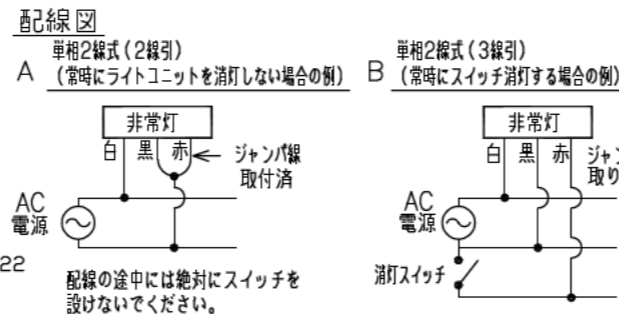 配線図
A 単相2線式(2線引)
(常時にライトユニットを消灯しない場合の例)
非常灯
白 黒 赤
ジャンパ線
取付済
AC
電源
22
配線の途中には絶対にスイッチを
設けないでください。
B 単相2線式(3線引)
(常時にスイッチ消灯する場合の例)
非常灯
白 黒 赤
ジャン
取り
AC
電源
消灯スイッチ